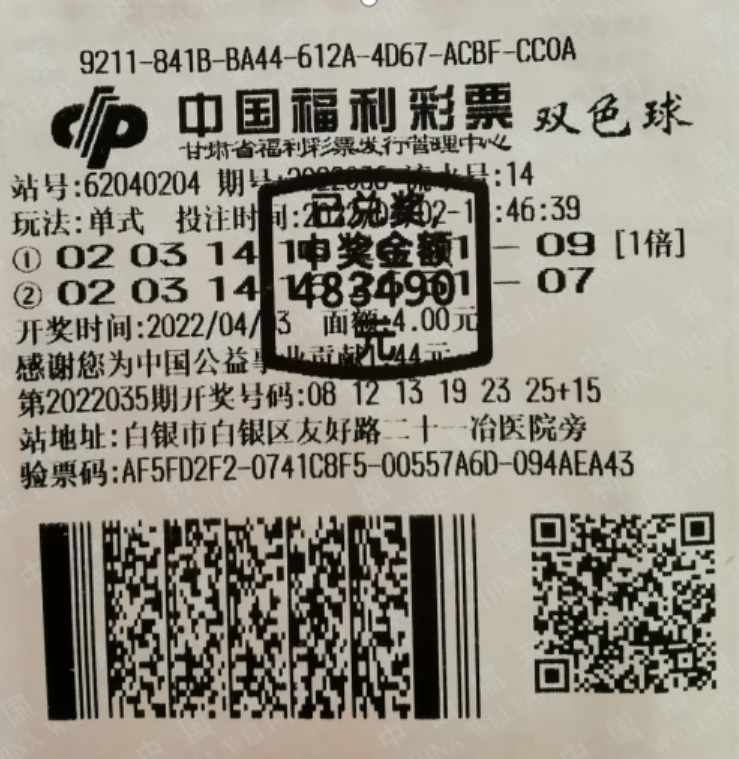 9211-841B-BA44-612A-4D67-ACBF-CC0A
中国福利彩票 双色球
甘肃省福利彩票发行管理中心
站号:62040204 期号: 流水号:14
玩法:单式 投注时间: :46:39
① 02 03 14 — 09 [1倍]
② 02 03 14 — 07
已兑奖,
中奖金额
483490
元
开奖时间:2022/04/ 3 面额:4.00元
感谢您为中国公益事业贡献1.44元
第2022035期开奖号码:08 12 13 19 23 25+15
站地址:白银市白银区友好路二十一冶医院旁
验票码:AF5FD2F2-0741C8F5-00557A6D-094AEA43